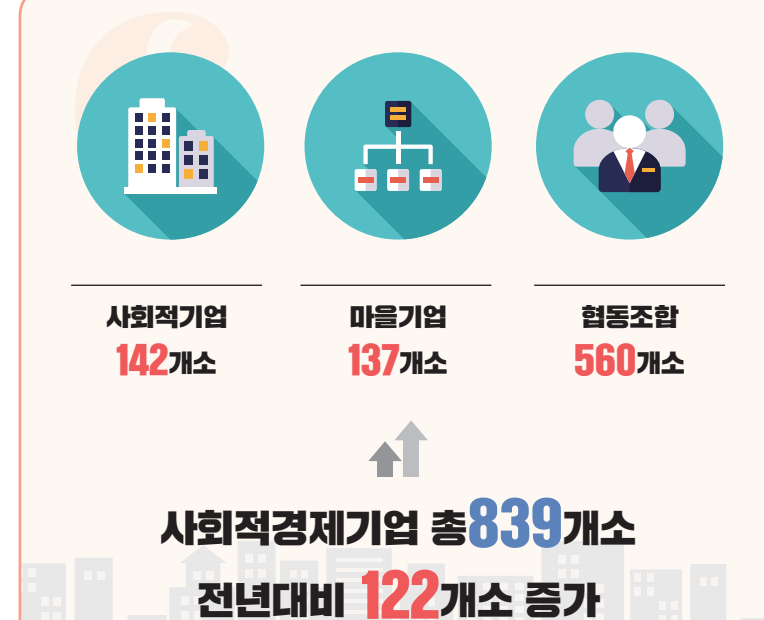 사회적기업
142개소
마을기업
137개소
협동조합
560개소
사회적경제기업 총839개소
전년대비 122개소 증가